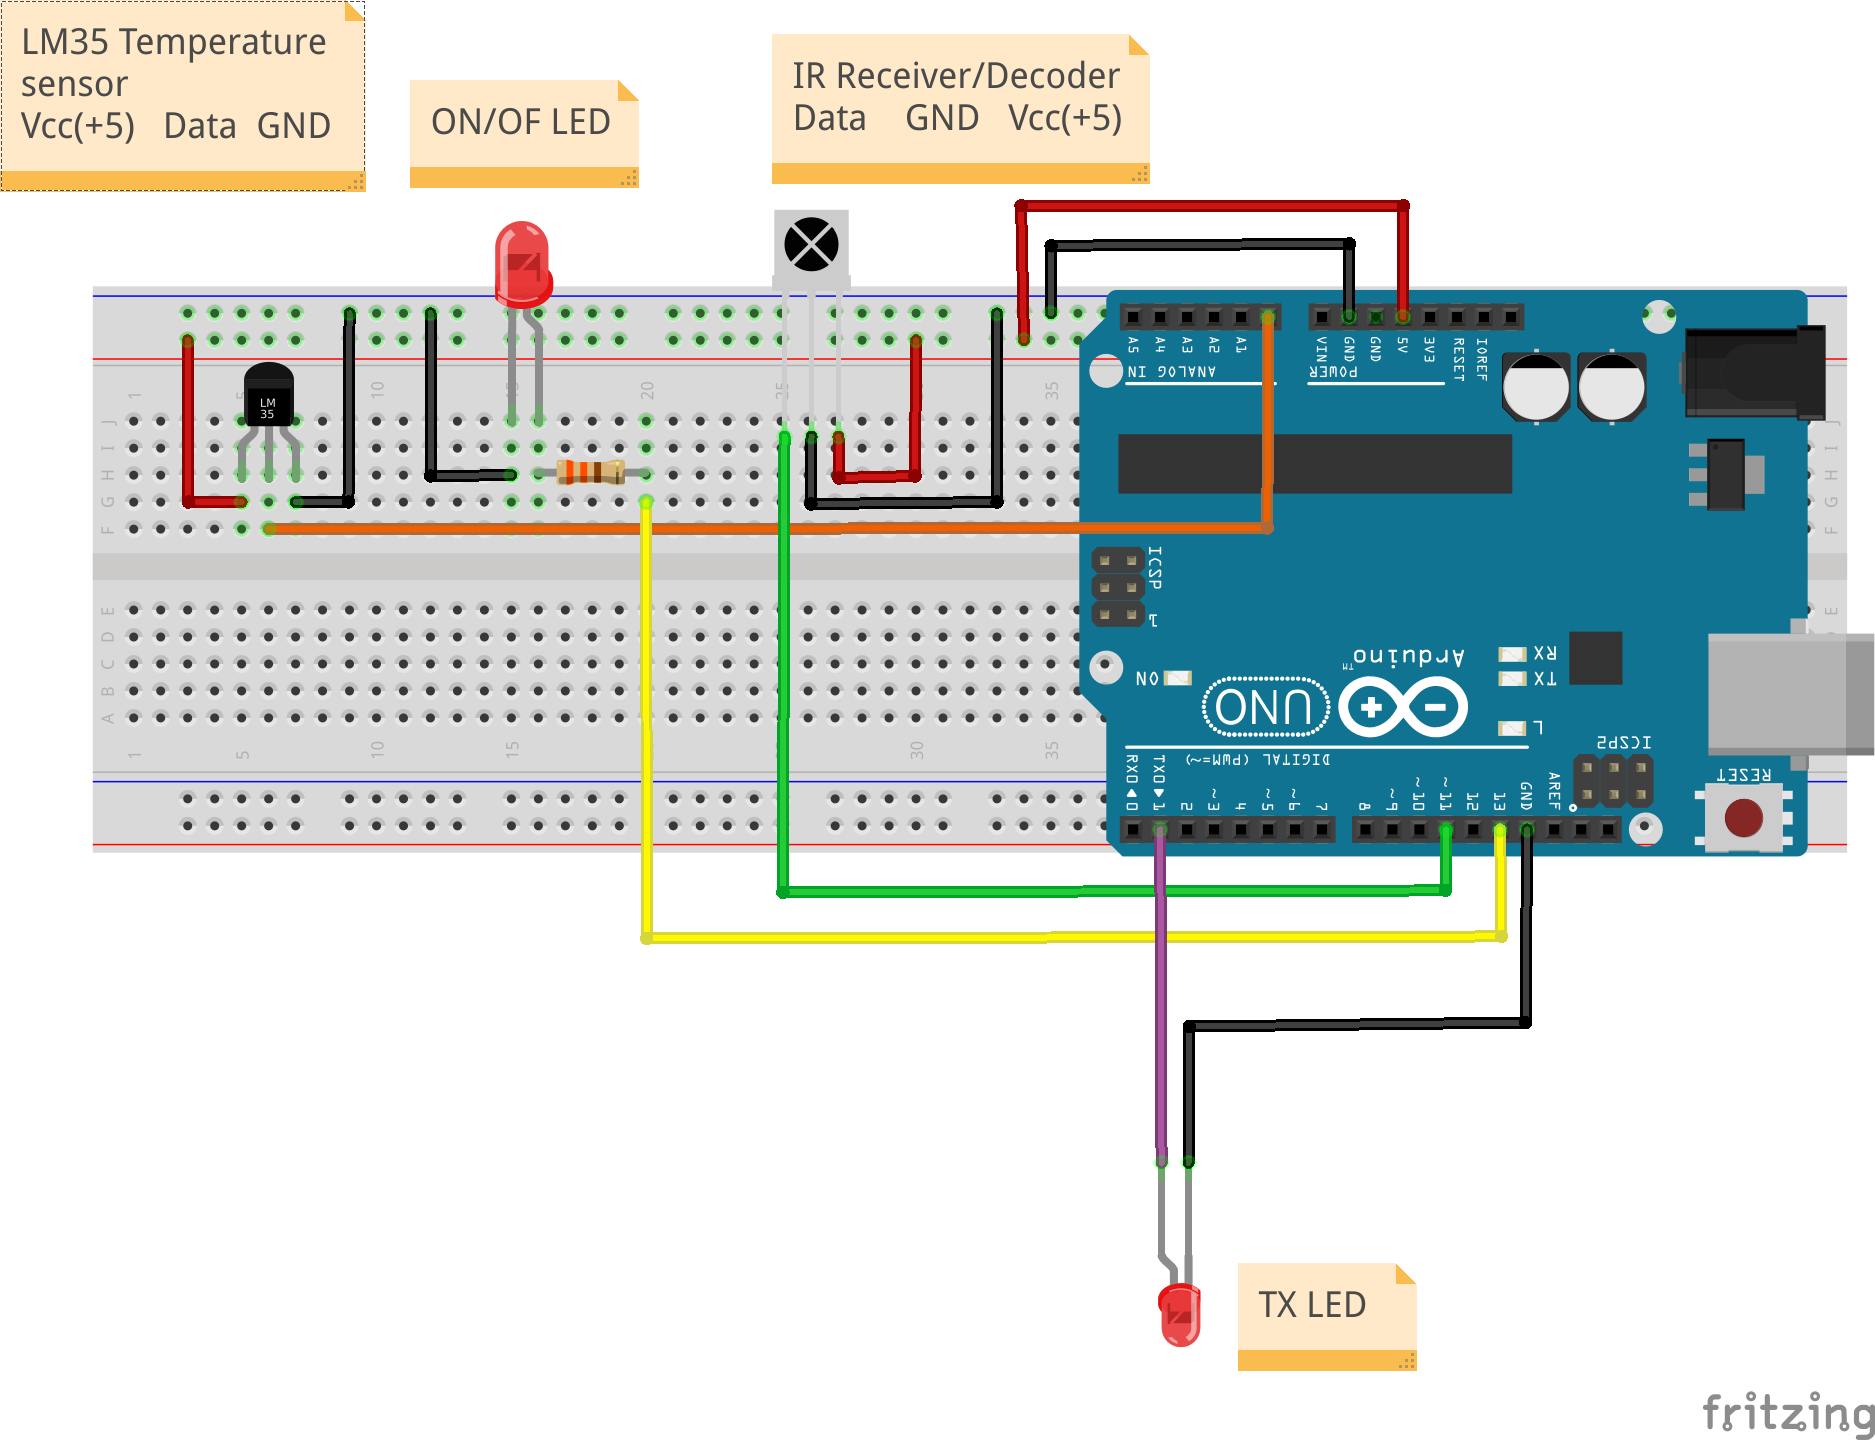 LM35 Temperature
sensor
Vcc(+5) Data GND
ON/OF LED
IR Receiver/Decoder
Data GND Vcc(+5)
LM
35
1 5 10 15 20 25 30 35
J
I
H
G
F
E
D
C
B
A
J
I
H
G
F
E
1 5 10 15 30 35
A5 A4 A3 A2 A1
ANALOG IN
VIN GND GND 5V 3V3 RESET IOREF
POWER
ICSP
1
ON
UNO
Arduino
TM
RX
TX
L
ICSP2
RESET
DIGITAL (PWM=~)
RX0 TX0
0 1 2 ~3 4 ~5 ~6 7 8 ~9 ~10 ~11 12 13 GND AREF
TX LED
fritzing